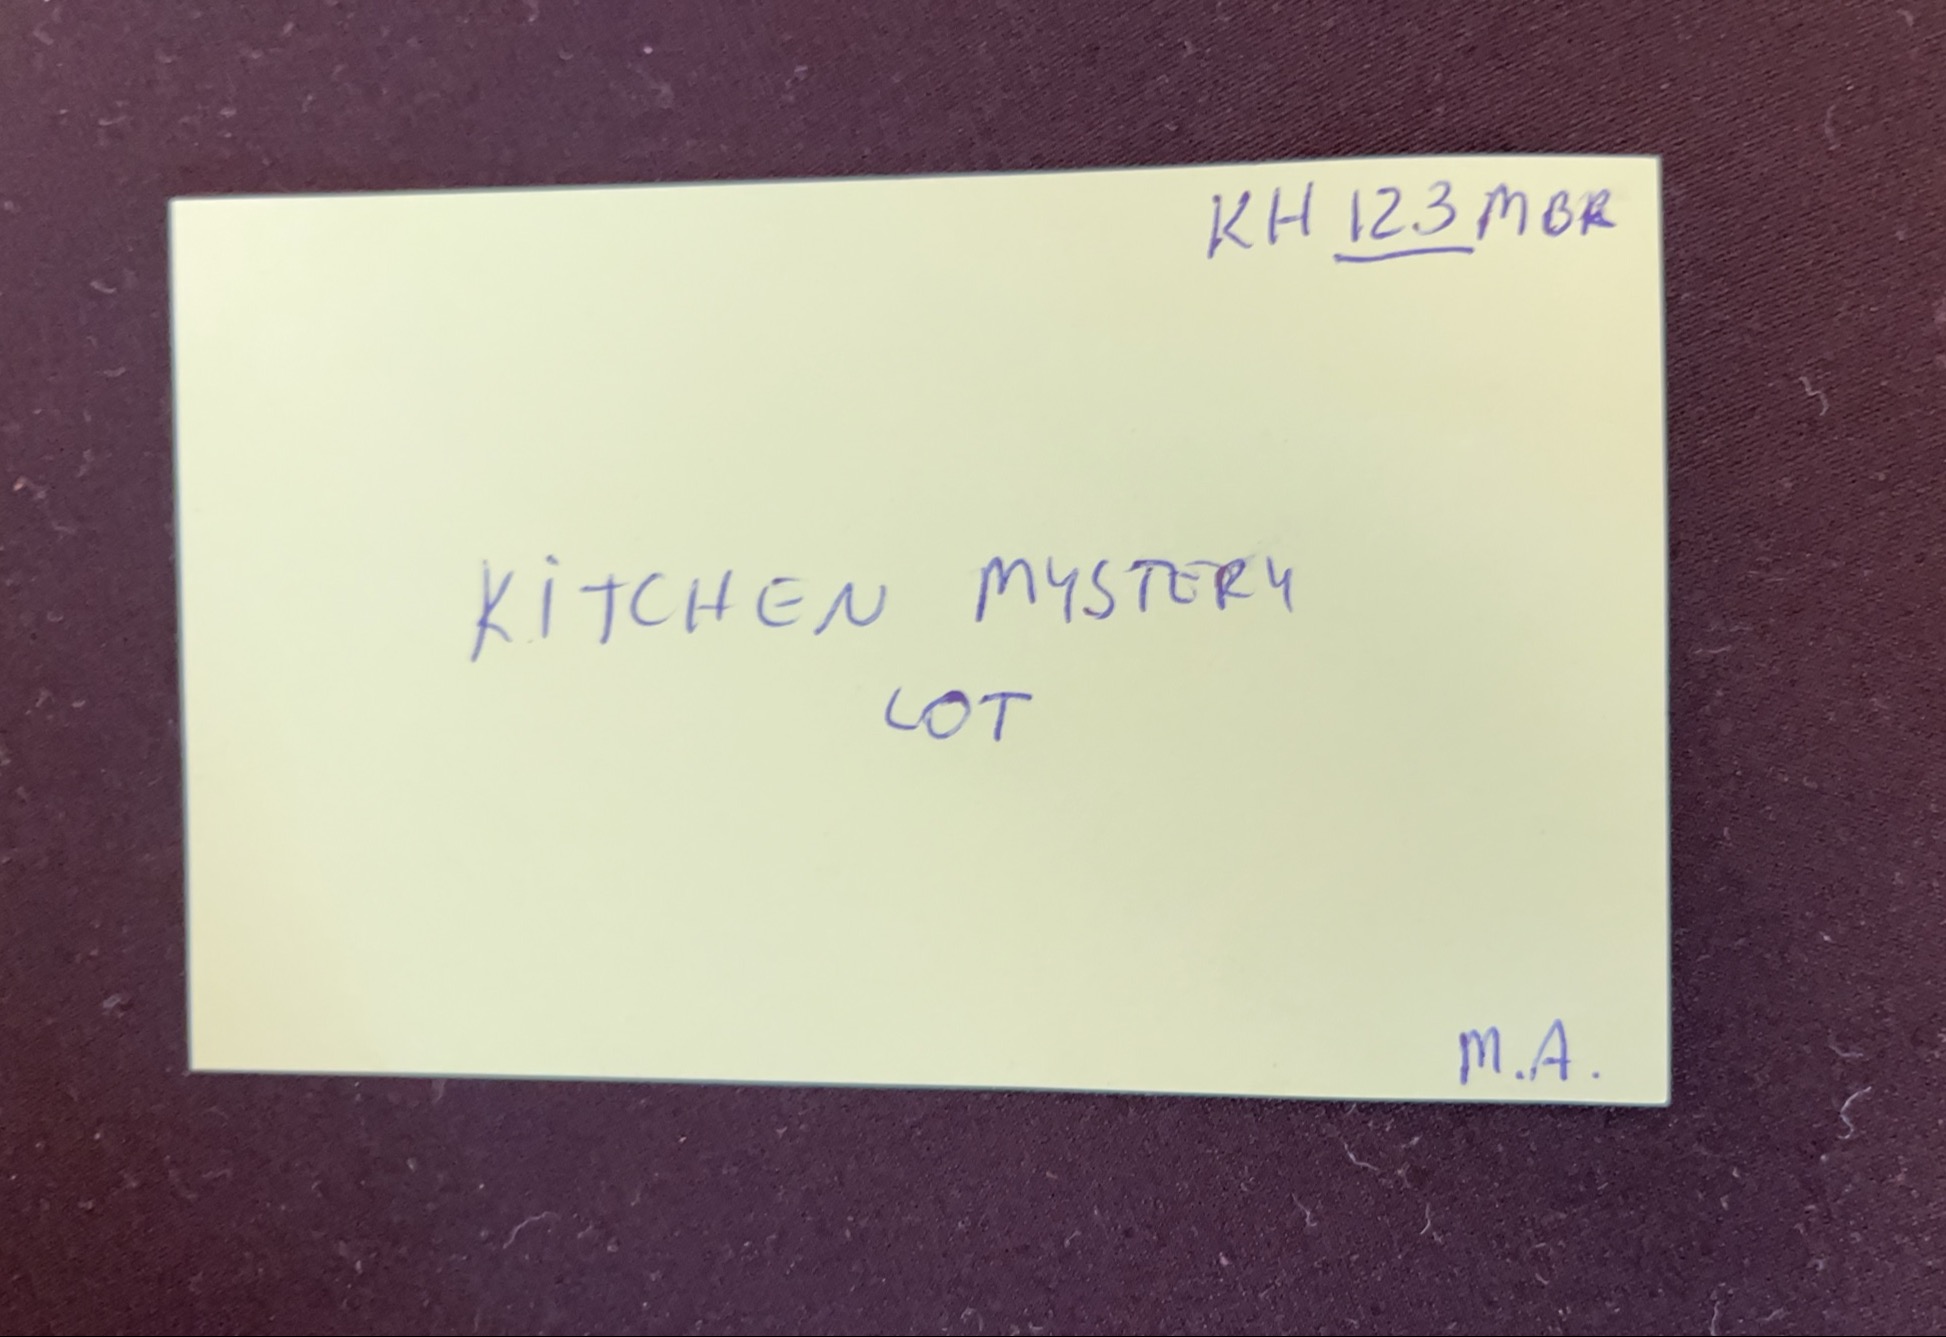 KH 123 MBR
KiTCHEN MYSTERY
LOT
M.A.